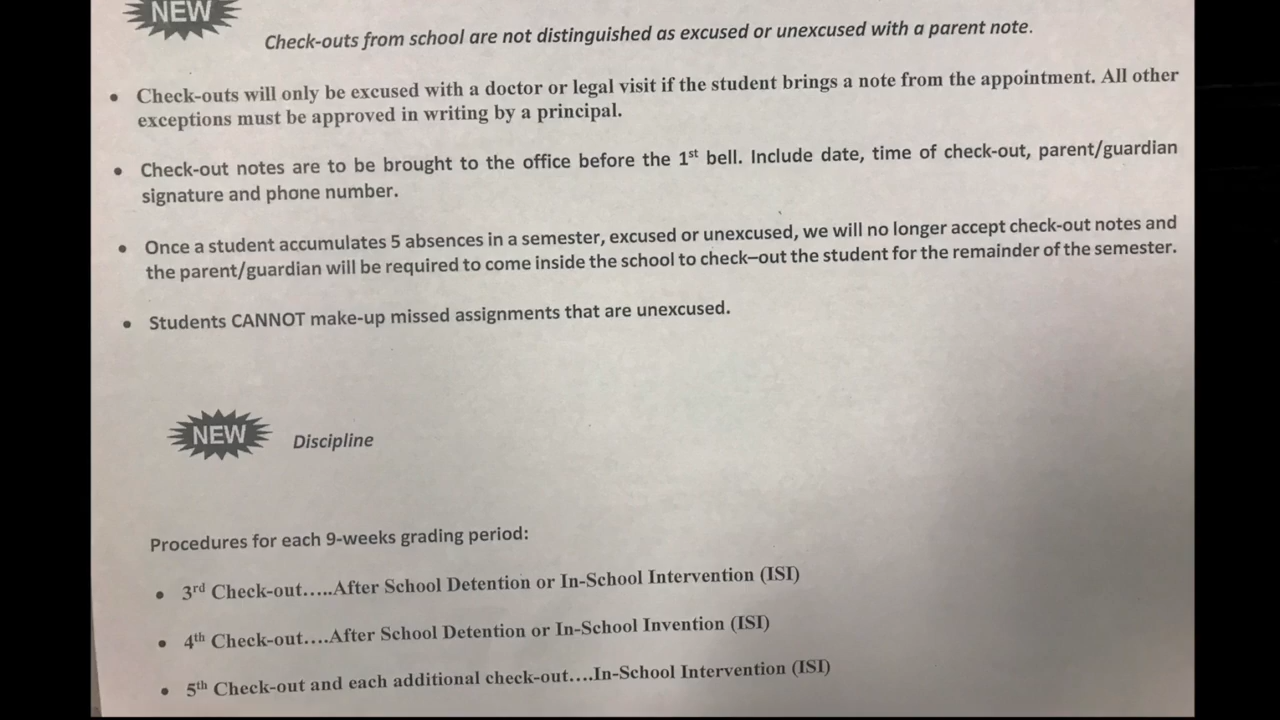 NEW
Check-outs from school are not distinguished as excused or unexcused with a parent note.
• Check-outs will only be excused with a doctor or legal visit if the student brings a note from the appointment. All other
exceptions must be approved in writing by a principal.
• Check-out notes are to be brought to the office before the 1st bell. Include date, time of check-out, parent/guardian
signature and phone number.
• Once a student accumulates 5 absences in a semester, excused or unexcused, we will no longer accept check-out notes and
the parent/guardian will be required to come inside the school to check–out the student for the remainder of the semester.
• Students CANNOT make-up missed assignments that are unexcused.
NEW Discipline
Procedures for each 9-weeks grading period:
• 3rd Check-out.....After School Detention or In-School Intervention (ISI)
• 4th Check-out....After School Detention or In-School Invention (ISI)
• 5th Check-out and each additional check-out....In-School Intervention (ISI)